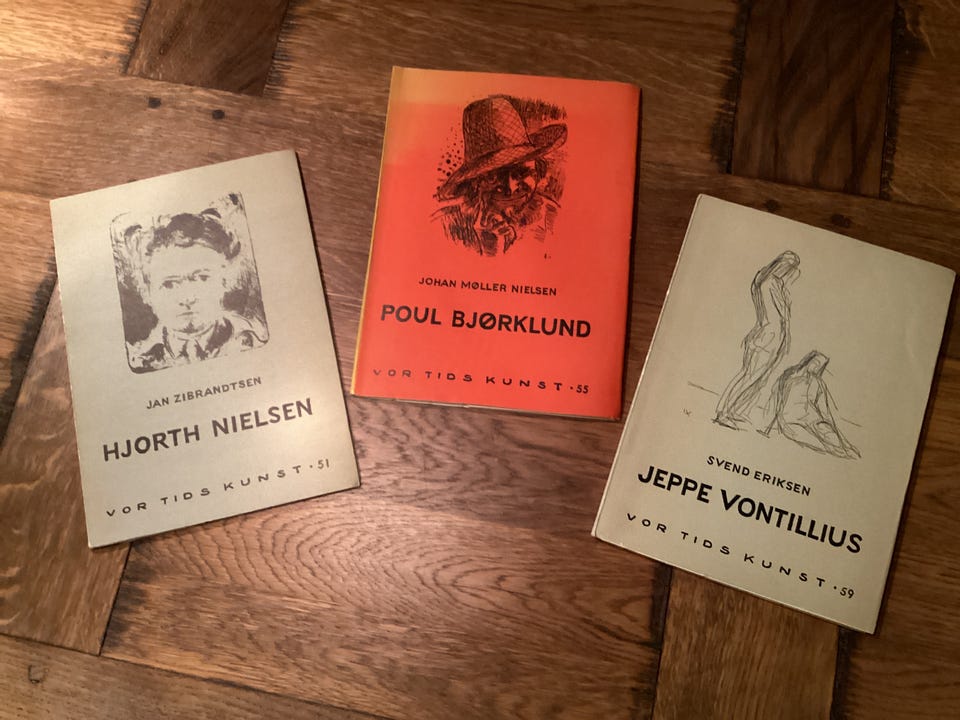 JAN ZIBRANDTSEN
HJORTH NIELSEN
VOR TIDS KUNST · 51
JOHAN MØLLER NIELSEN
POUL BJØRKLUND
VOR TIDS KUNST · 55
SVEND ERIKSEN
JEPPE VONTILLIUS
VOR TIDS KUNST · 59